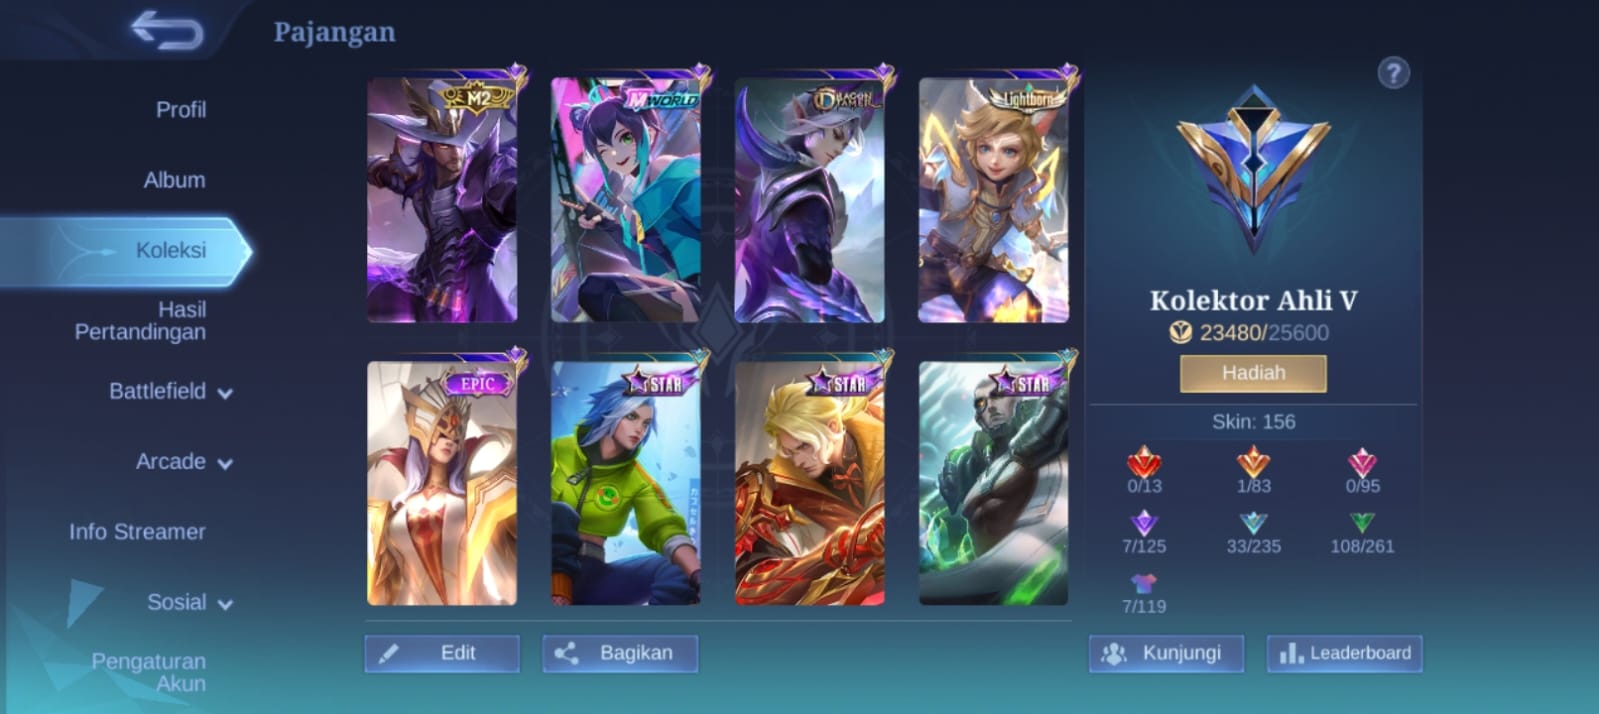 Pajangan
Profil
Album
Koleksi
Hasil
Pertandingan
Battlefield
Arcade
Info Streamer
Sosial
Pengaturan
Akun
M2
MWORLD
DRAGON
TAMER
Lightborn
EPIC
STAR
STAR
STAR
Edit
Bagikan
?
Kolektor Ahli V
23480/25600
Hadiah
Skin: 156
0/13
1/83
0/95
7/125
33/235
108/261
7/119
Kunjungi
Leaderboard